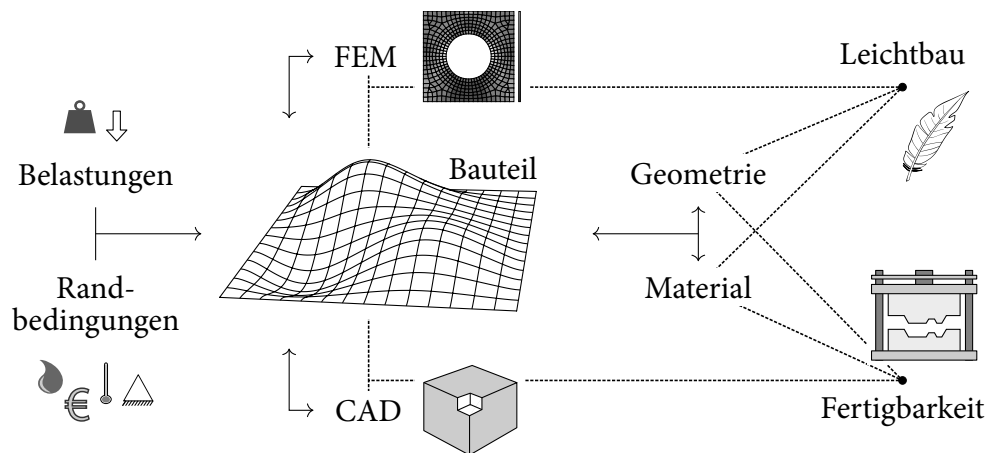 FEM
Leichtbau
Belastungen
Bauteil
Geometrie
Rand-
bedingungen
Material
€
CAD
Fertigbarkeit